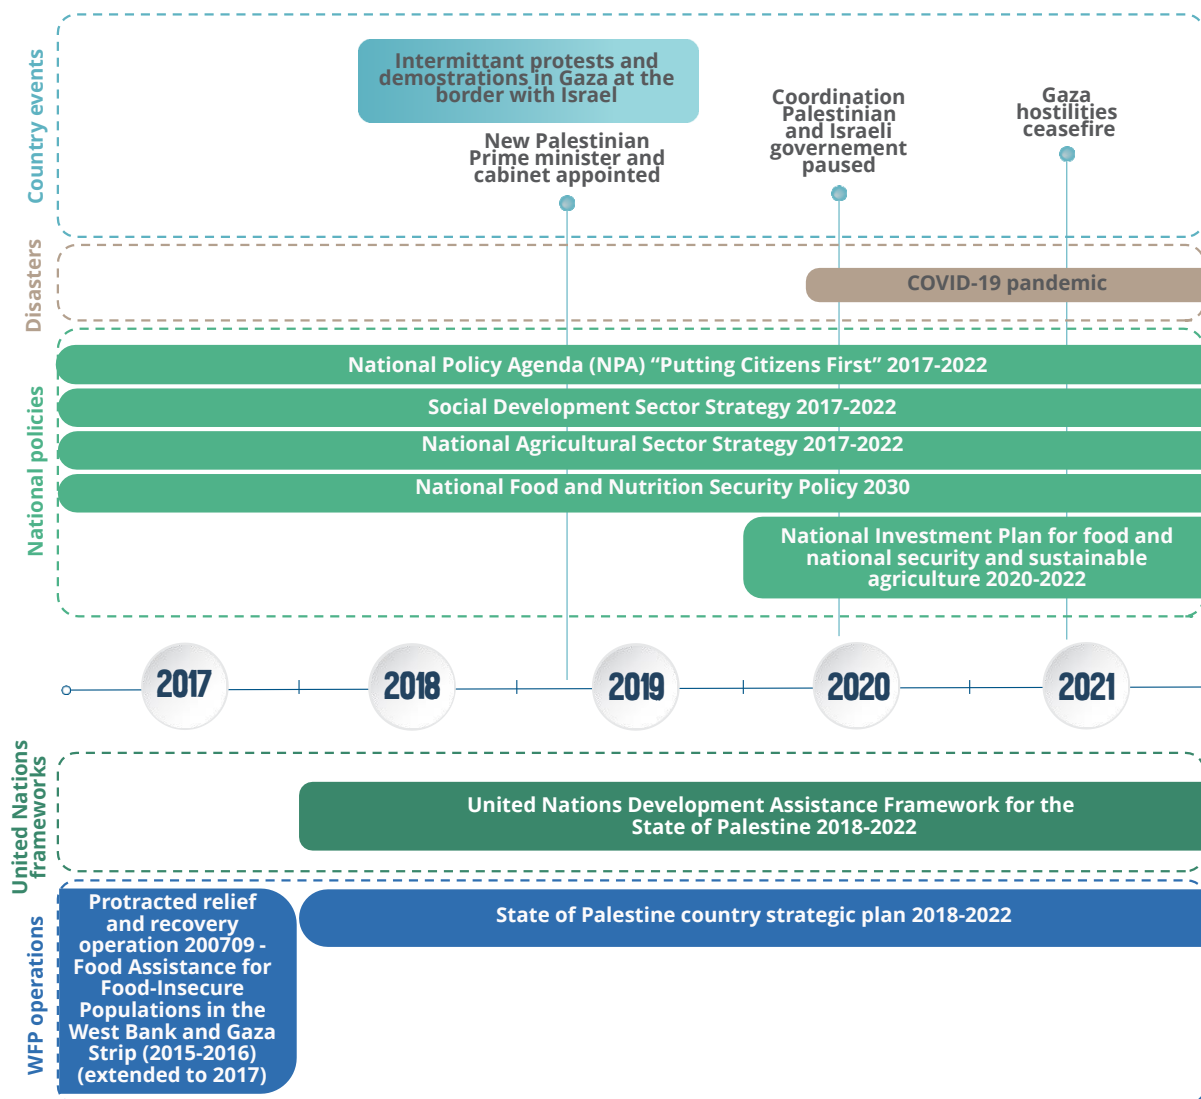 Country events
Intermittant protests and
demostrations in Gaza at the
border with Israel
New Palestinian
Prime minister and
cabinet appointed
Coordination
Palestinian
and Israeli
governement
paused
Gaza
hostilities
ceasefire
Disasters
COVID-19 pandemic
National policies
National Policy Agenda (NPA) “Putting Citizens First” 2017-2022
Social Development Sector Strategy 2017-2022
National Agricultural Sector Strategy 2017-2022
National Food and Nutrition Security Policy 2030
National Investment Plan for food and
national security and sustainable
agriculture 2020-2022
2017 2018 2019 2020 2021
United Nations
frameworks
United Nations Development Assistance Framework for the
State of Palestine 2018-2022
WFP operations
Protracted relief
and recovery
operation 200709 -
Food Assistance for
Food-Insecure
Populations in the
West Bank and Gaza
Strip (2015-2016)
(extended to 2017)
State of Palestine country strategic plan 2018-2022